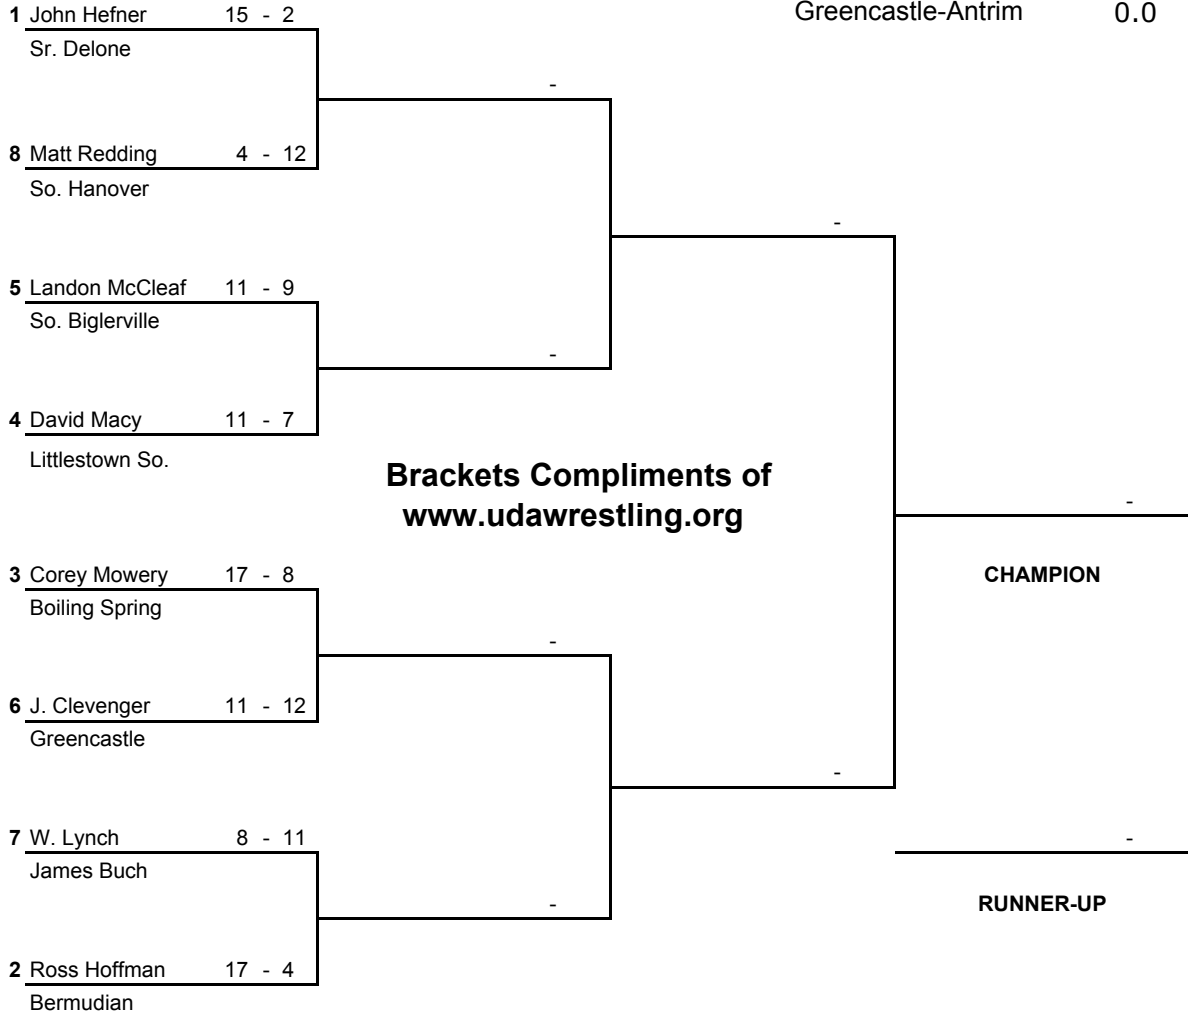 1 John Hefner 15 - 2
Greencastle-Antrim 0.0
Sr. Delone
-
8 Matt Redding 4 - 12
So. Hanover
-
5 Landon McCleaf 11 - 9
So. Biglerville
-
4 David Macy 11 - 7
Littlestown So.
Brackets Compliments of
www.udawrestling.org
-
3 Corey Mowery 17 - 8
CHAMPION
Boiling Spring
-
6 J. Clevenger 11 - 12
Greencastle
-
7 W. Lynch 8 - 11
-
James Buch
-
RUNNER-UP
2 Ross Hoffman 17 - 4
Bermudian